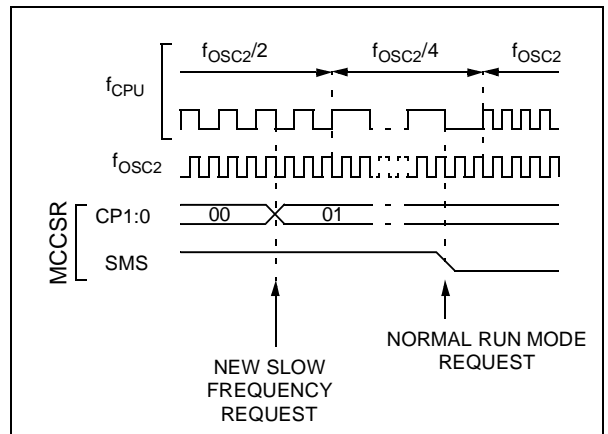 fOSC2/2 fOSC2/4 fOSC2
fCPU
fOSC2
MCCSR
CP1:0 00 01
SMS
NEW SLOW
FREQUENCY
REQUEST
NORMAL RUN MODE
REQUEST